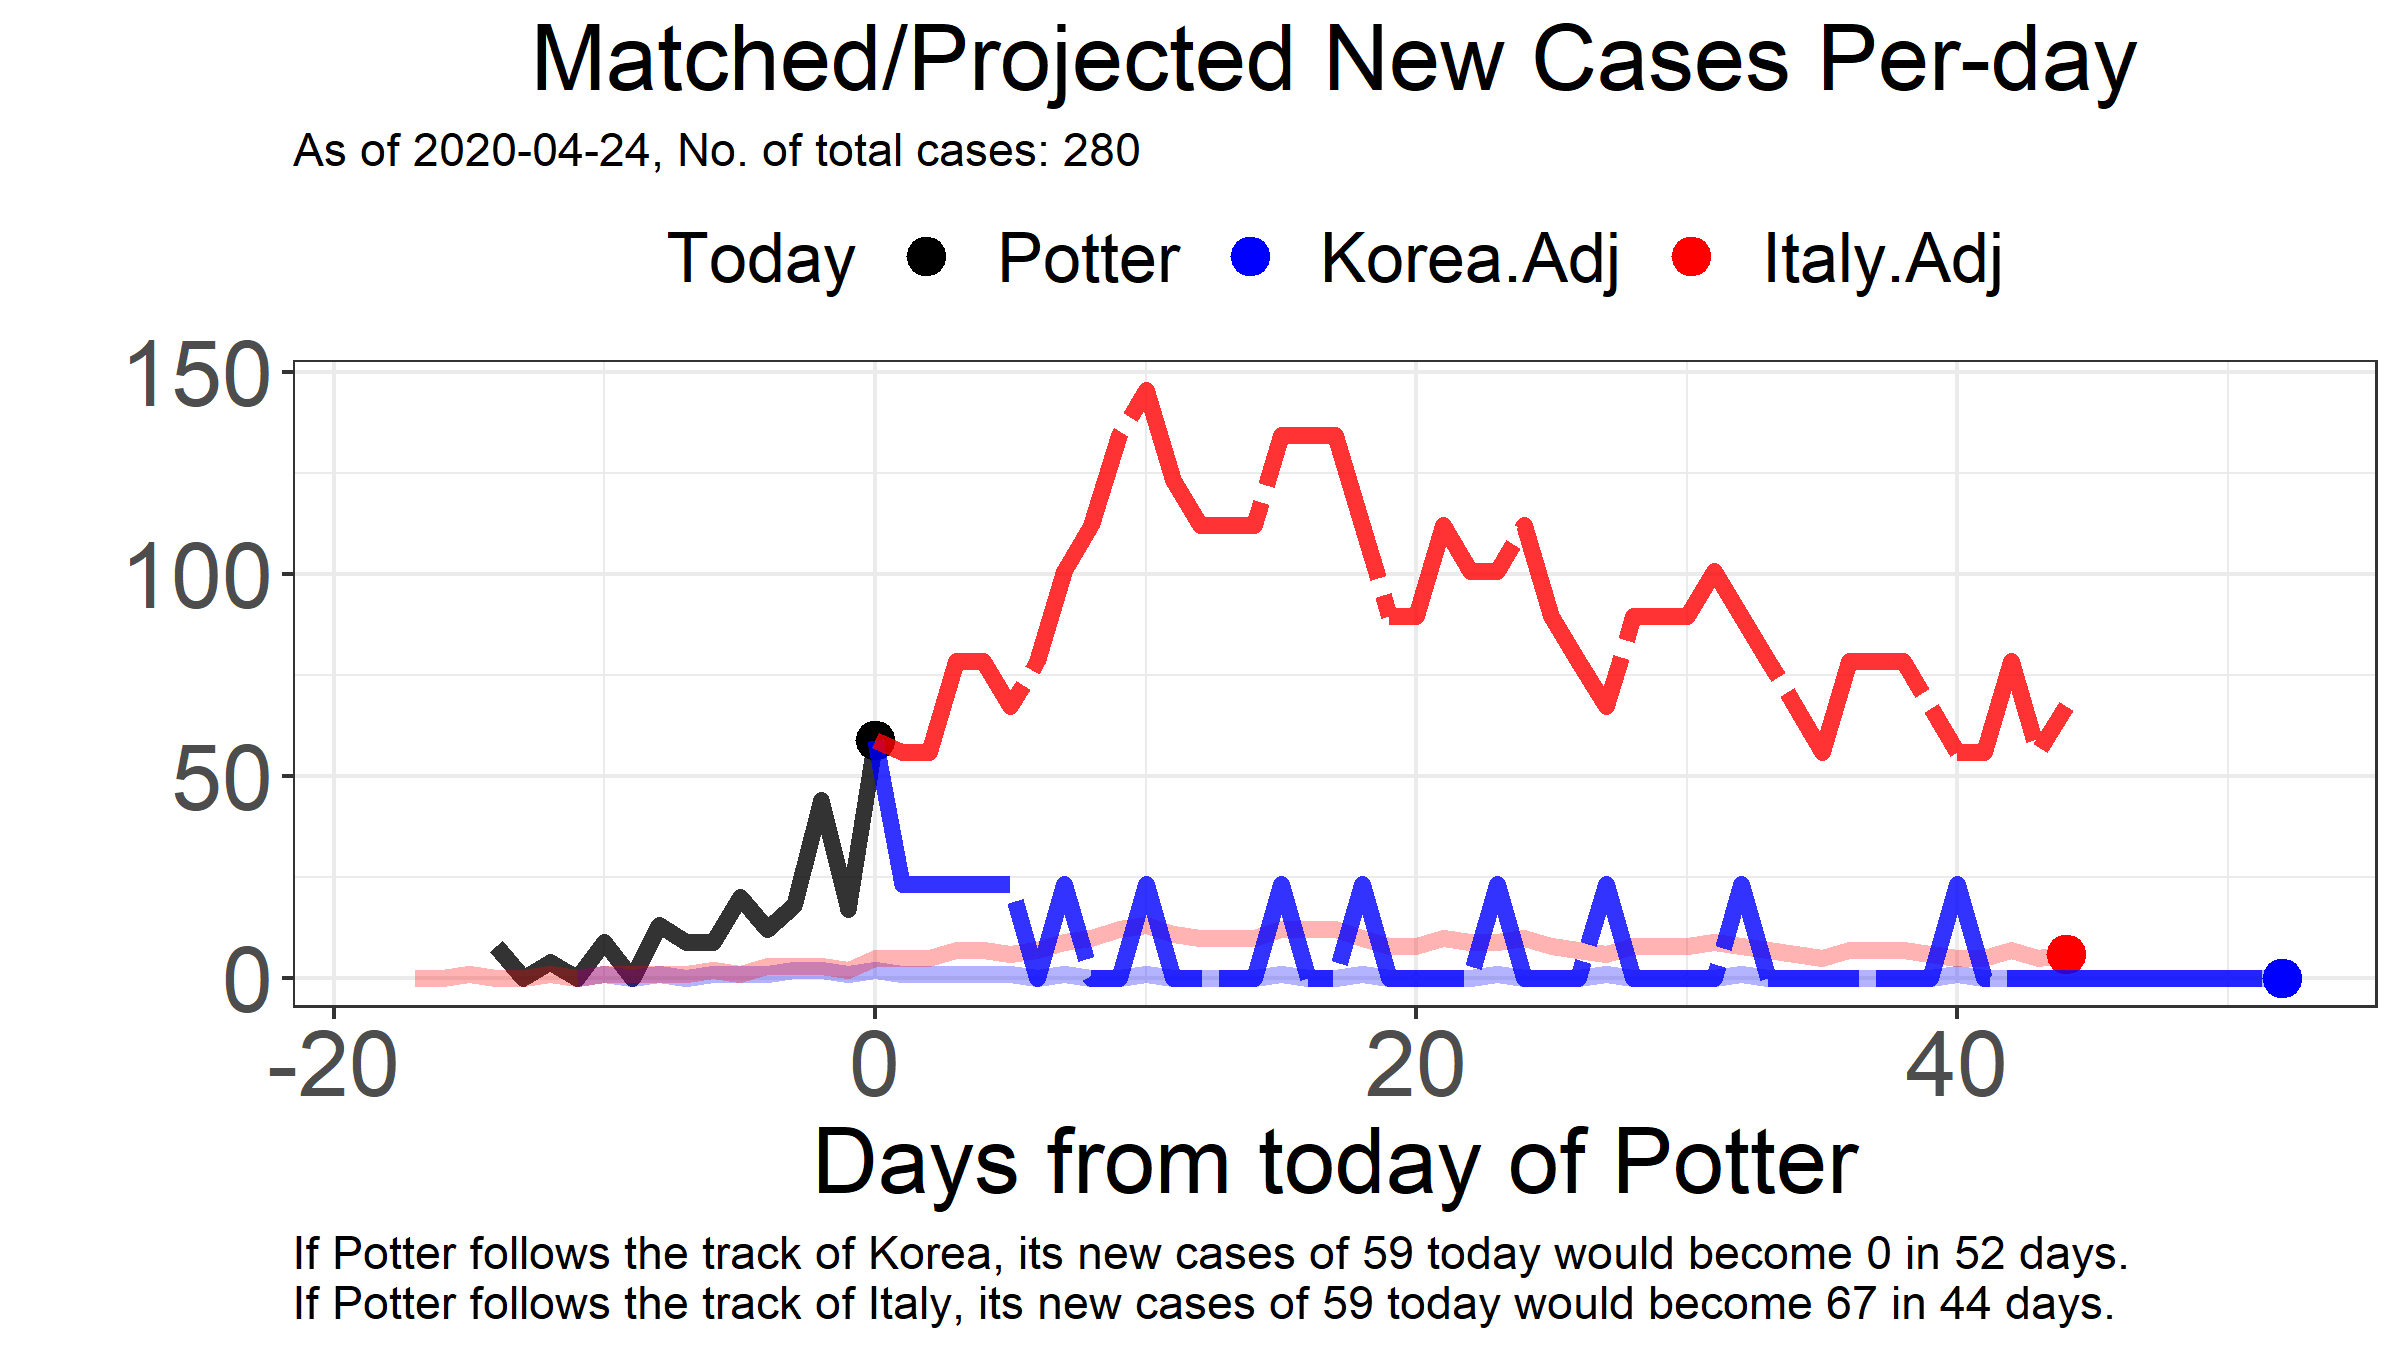 Matched/Projected New Cases Per-day
As of 2020-04-24, No. of total cases: 280
Today Potter Korea.Adj Italy.Adj
150
100
50
0
-20 0 20 40
Days from today of Potter
If Potter follows the track of Korea, its new cases of 59 today would become 0 in 52 days.
If Potter follows the track of Italy, its new cases of 59 today would become 67 in 44 days.